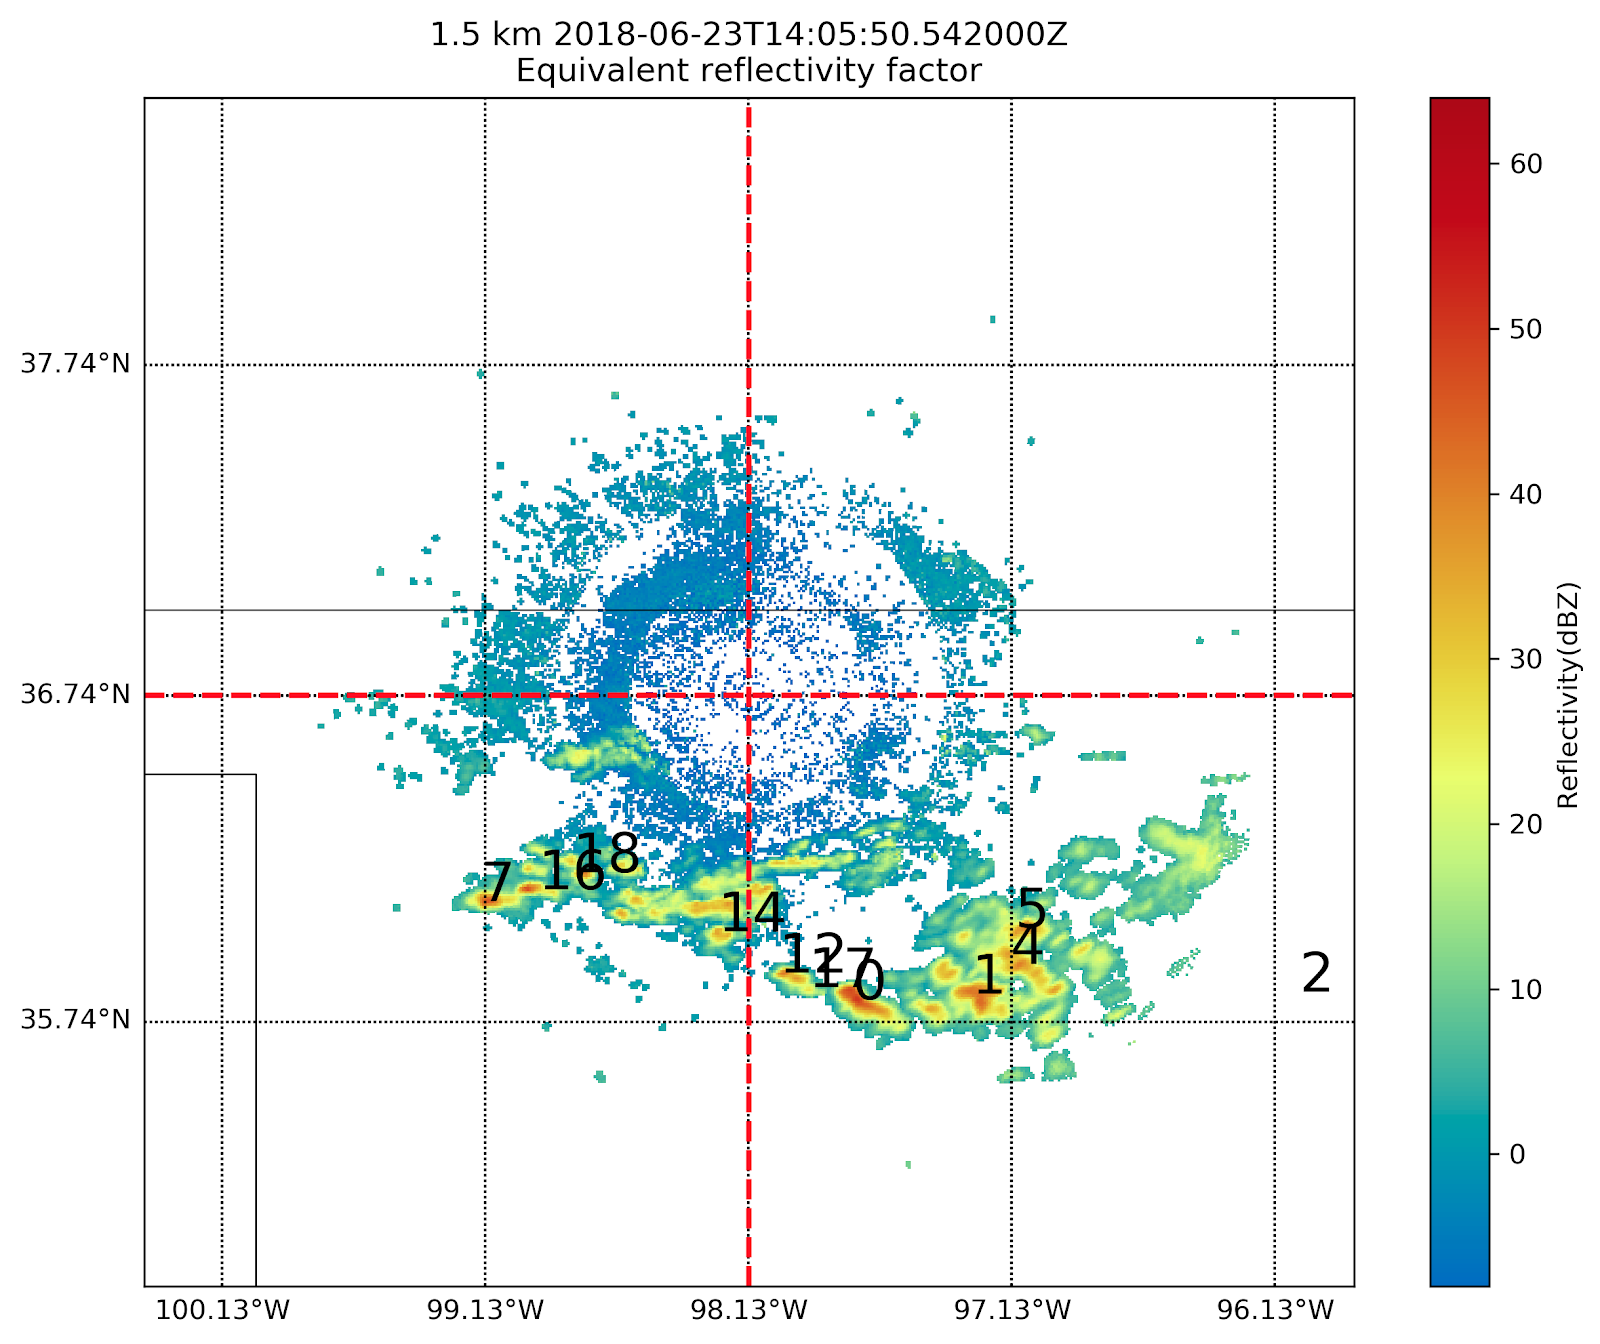 1.5 km 2018-06-23T14:05:50.542000Z
Equivalent reflectivity factor
37.74°N
36.74°N
35.74°N
100.13°W
99.13°W
98.13°W
97.13°W
96.13°W
18
16
7
14
12
17
0
5
4
1
2
60
50
40
30
20
10
0
Reflectivity(dBZ)